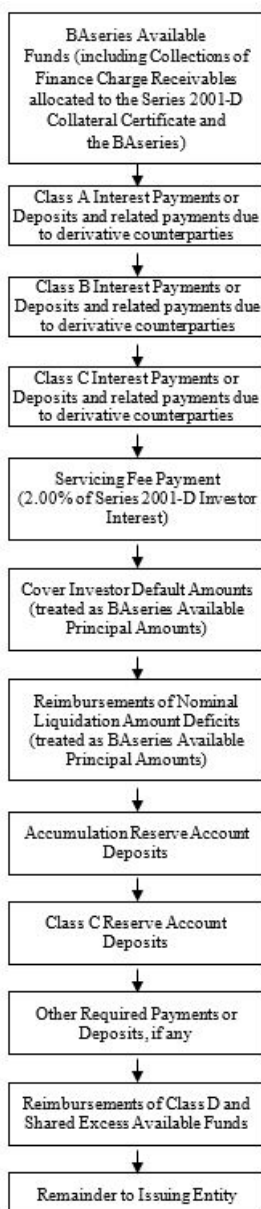 BAseries Available
Funds (including Collections of
Finance Charge Receivables
allocated to the Series 2001-D
Collateral Certificate and
the BAseries)
Class A Interest Payments or
Deposits and related payments due
to derivative counterparties
Class B Interest Payments or
Deposits and related payments due
to derivative counterparties
Class C Interest Payments or
Deposits and related payments due
to derivative counterparties
Servicing Fee Payment
(2.00% of Series 2001-D Investor
Interest)
Cover Investor Default Amounts
(treated as BAseries Available
Principal Amounts)
Reimbursements of Nominal
Liquidation Amount Deficits
(treated as BAseries Available
Principal Amounts)
Accumulation Reserve Account
Deposits
Class C Reserve Account
Deposits
Other Required Payments or
Deposits, if any
Reimbursements of Class D and
Shared Excess Available Funds
Remainder to Issuing Entity